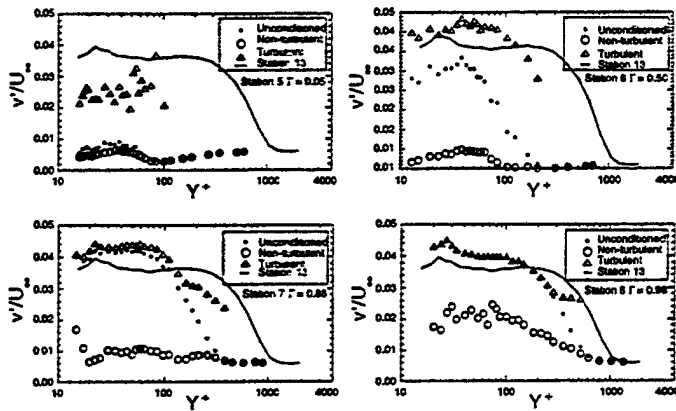 0.05
0.04
0.03
0.02
0.01
0.00
v'/U∞
10
100
1000
4000
Y+
Unconditioned
Non-turbulent
Turbulent
Station 13
Station 5 Γ = 0.05
0.05
0.04
0.03
0.01
v'/U∞
10
100
1000
4000
Y+
Unconditioned
Non-turbulent
Turbulent
Station 13
Station 6 Γ = 0.50
0.05
0.04
0.03
0.02
0.01
0.00
v'/U∞
10
100
1000
4000
Y+
Unconditioned
Non-turbulent
Turbulent
Station 13
Station 7 Γ =
0.05
0.04
0.03
0.02
0.01
0.00
v'/U∞
10
100
1000
4000
Y+
Unconditioned
Non-turbulent
Turbulent
Station 13
Station 8 Γ =